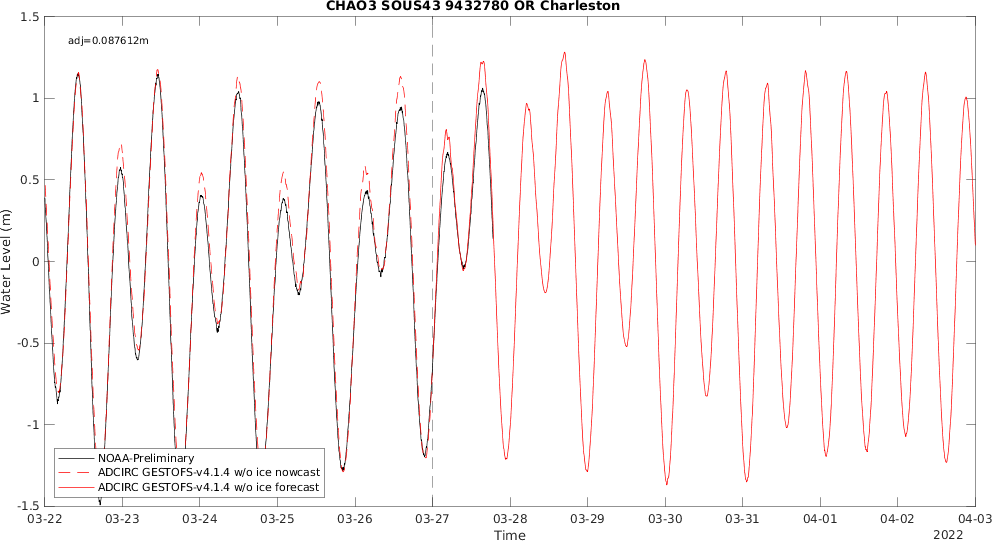 CHAO3 SOUS43 9432780 OR Charleston
adj=0.087612m
1.5
1
0.5
0
-0.5
-1
-1.5
Water Level (m)
NOAA-Preliminary
ADCIRC GESTOFS-v4.1.4 w/o ice nowcast
ADCIRC GESTOFS-v4.1.4 w/o ice forecast
03-22 03-23 03-24 03-25 03-26 03-27 03-28 03-29 03-30 03-31 04-01 04-02 04-03
Time
2022